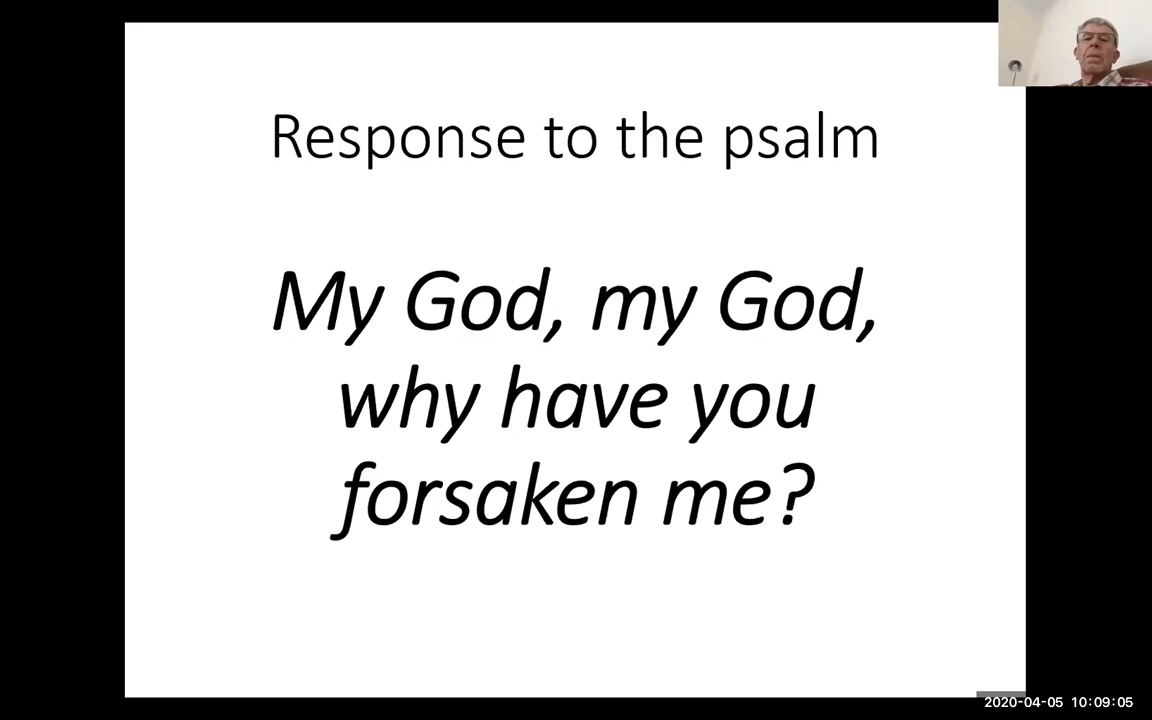 Response to the psalm
My God, my God,
why have you
forsaken me?
2020-04-05 10:09:05